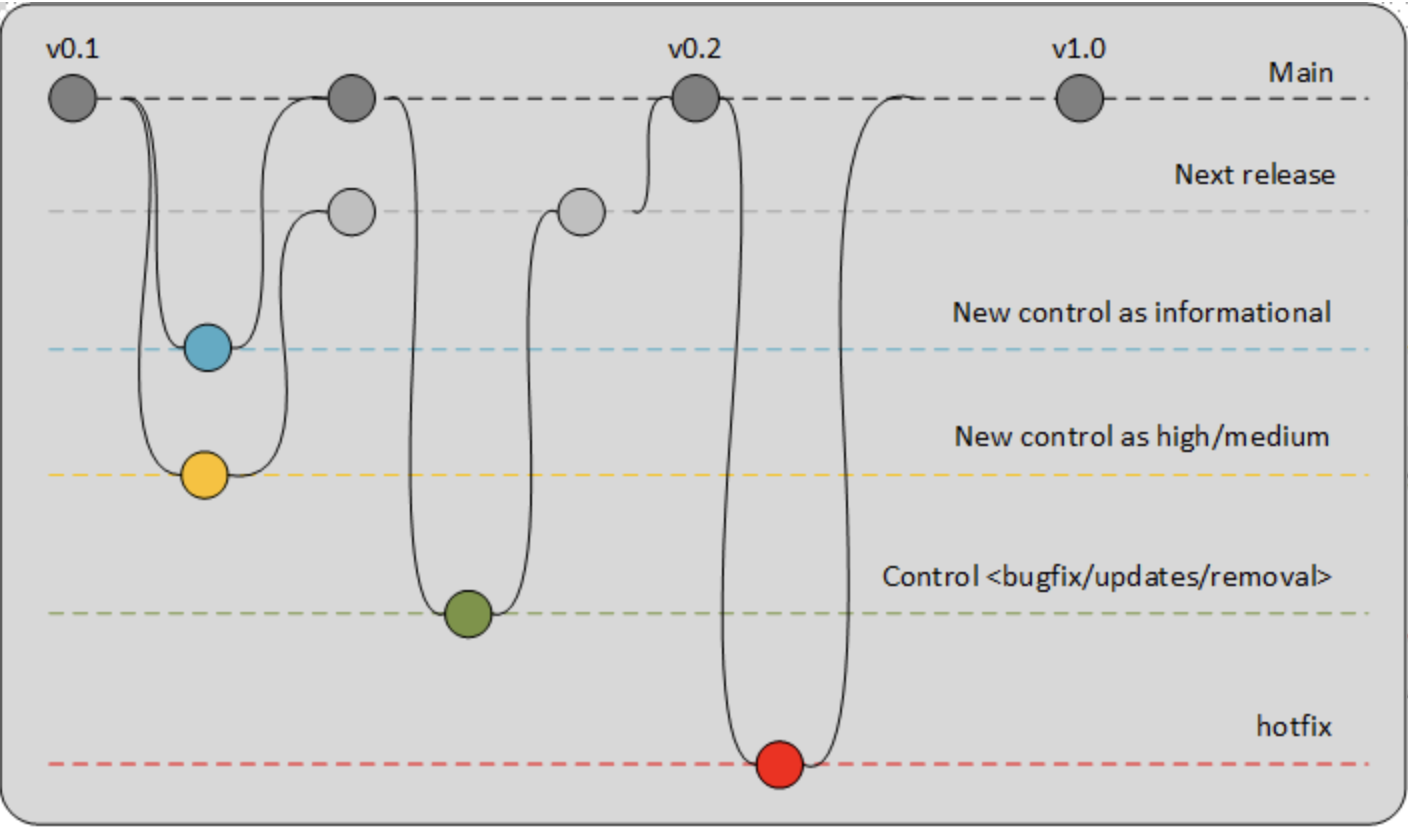 v0.1
v0.2
v1.0
Main
Next release
New control as informational
New control as high/medium
Control <bugfix/updates/removal>
hotfix